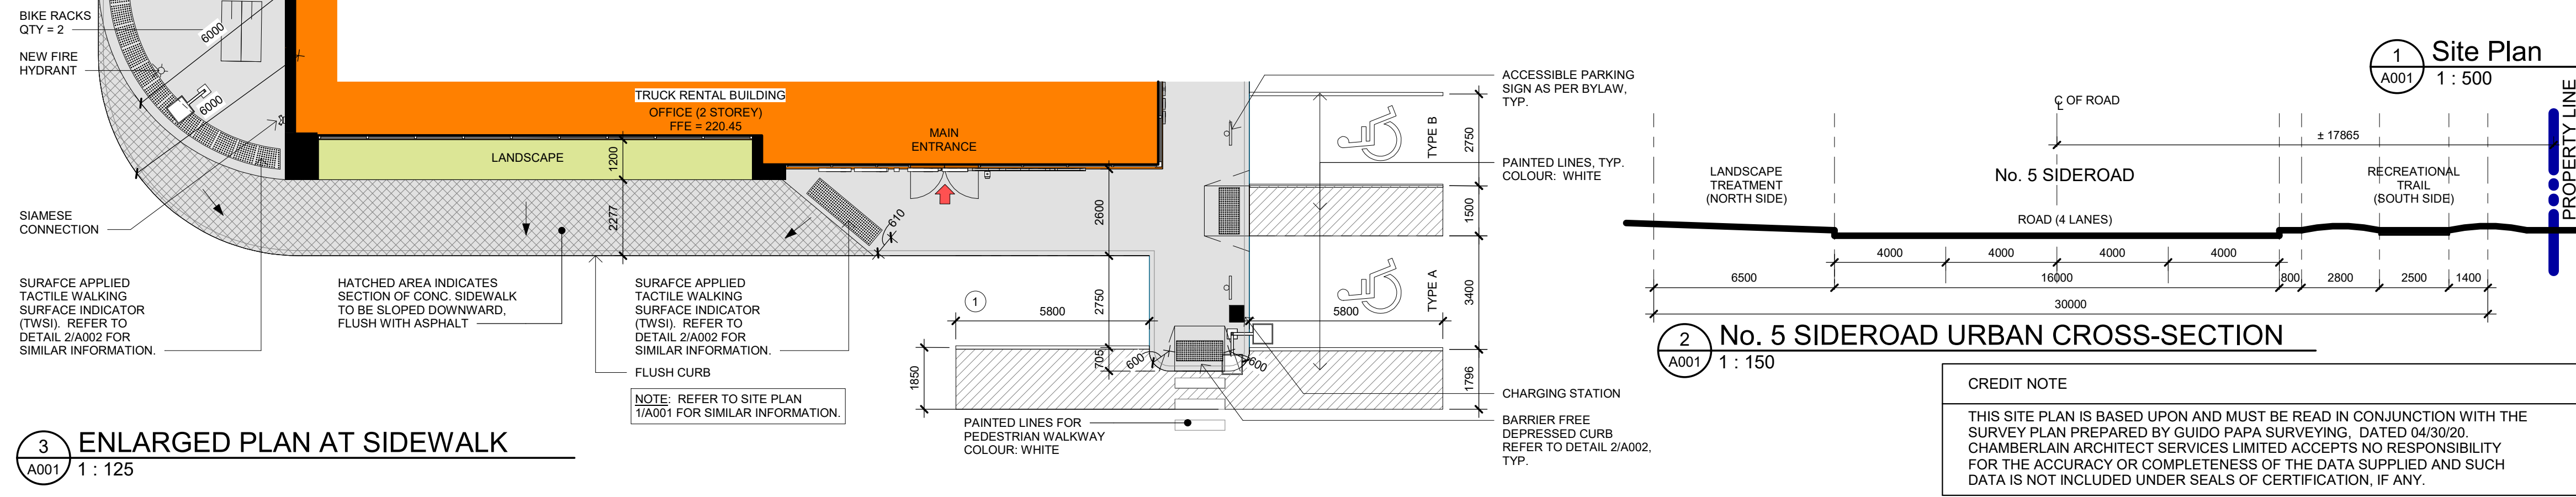 BIKE RACKS
QTY = 2
NEW FIRE
HYDRANT
6000
6000
SIAMESE
CONNECTION
SURAFCE APPLIED
TACTILE WALKING
SURFACE INDICATOR
(TWSI). REFER TO
DETAIL 2/A002 FOR
SIMILAR INFORMATION.
TRUCK RENTAL BUILDING
OFFICE (2 STOREY)
FFE = 220.45
LANDSCAPE
1200
2277
MAIN
ENTRANCE
610
2600
HATCHED AREA INDICATES
SECTION OF CONC. SIDEWALK
TO BE SLOPED DOWNWARD,
FLUSH WITH ASPHALT
SURAFCE APPLIED
TACTILE WALKING
SURFACE INDICATOR
(TWSI). REFER TO
DETAIL 2/A002 FOR
SIMILAR INFORMATION.
FLUSH CURB
NOTE: REFER TO SITE PLAN
1/A001 FOR SIMILAR INFORMATION.
1
5800
2750
705
600
600
1850
5800
TYPE B
TYPE A
2750
1500
3400
1796
PAINTED LINES FOR
PEDESTRIAN WALKWAY
COLOUR: WHITE
ACCESSIBLE PARKING
SIGN AS PER BYLAW,
TYP.
PAINTED LINES, TYP.
COLOUR: WHITE
CHARGING STATION
BARRIER FREE
DEPRESSED CURB
REFER TO DETAIL 2/A002,
TYP.
3
A001
ENLARGED PLAN AT SIDEWALK
1 : 125
1
A001
Site Plan
1 : 500
PROPERTY LINE
℄ OF ROAD
± 17865
LANDSCAPE
TREATMENT
(NORTH SIDE)
No. 5 SIDEROAD
RECREATIONAL
TRAIL
(SOUTH SIDE)
ROAD (4 LANES)
4000
4000
4000
4000
6500
16000
800
2800
2500
1400
30000
2
A001
No. 5 SIDEROAD URBAN CROSS-SECTION
1 : 150
CREDIT NOTE
THIS SITE PLAN IS BASED UPON AND MUST BE READ IN CONJUNCTION WITH THE
SURVEY PLAN PREPARED BY GUIDO PAPA SURVEYING, DATED 04/30/20.
CHAMBERLAIN ARCHITECT SERVICES LIMITED ACCEPTS NO RESPONSIBILITY
FOR THE ACCURACY OR COMPLETENESS OF THE DATA SUPPLIED AND SUCH
DATA IS NOT INCLUDED UNDER SEALS OF CERTIFICATION, IF ANY.